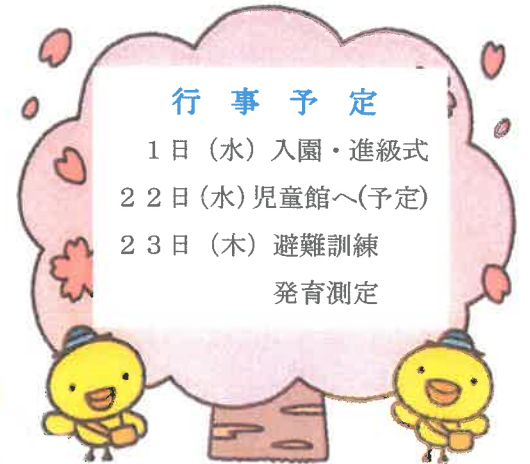 行事予定
1日（水）入園・進級式
22日(水)児童館へ(予定)
23日（木）避難訓練
発育測定